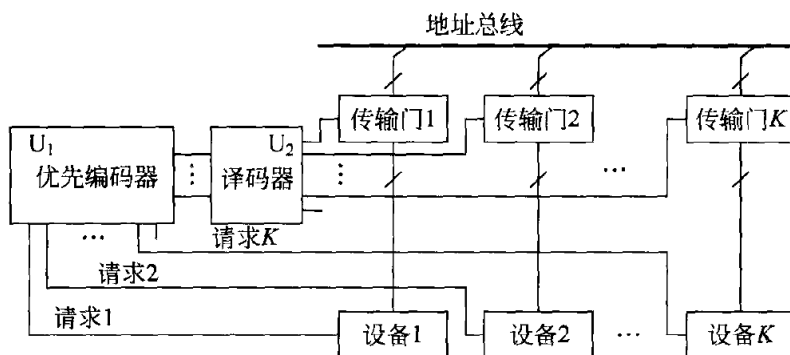 地址总线
传输门1 传输门2 传输门K
U₁ U₂
优先编码器 译码器
⋮ ⋮ …
… 请求K
请求2
请求1
设备1 设备2 … 设备K